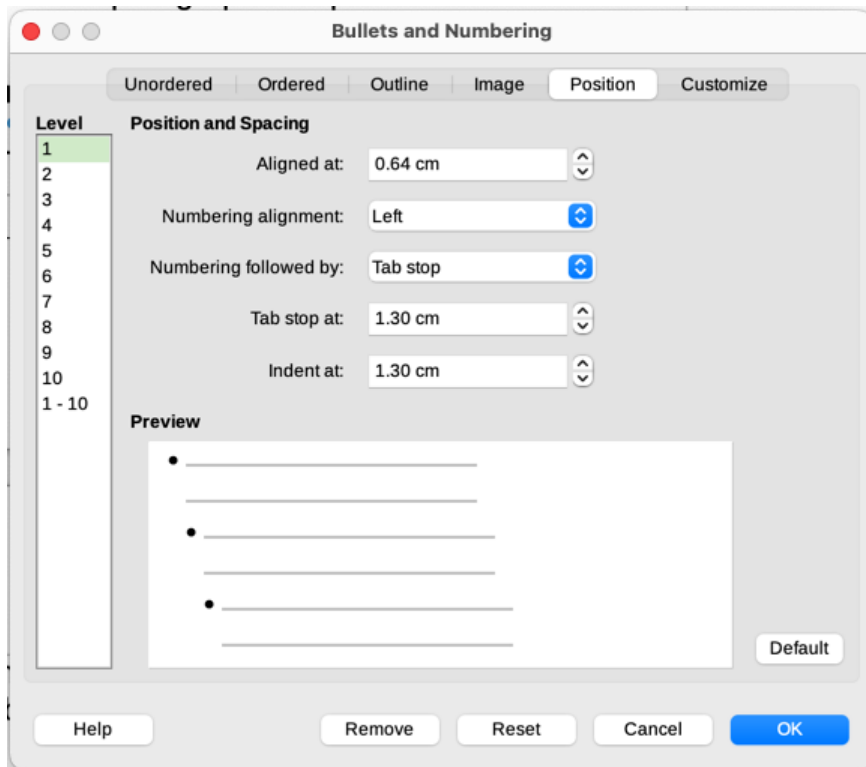 Bullets and Numbering
Unordered Ordered Outline Image Position Customize
Level
1
2
3
4
5
6
7
8
9
10
1 - 10
Position and Spacing
Aligned at: 0.64 cm
Numbering alignment: Left
Numbering followed by: Tab stop
Tab stop at: 1.30 cm
Indent at: 1.30 cm
Preview
Default
Help Remove Reset Cancel OK